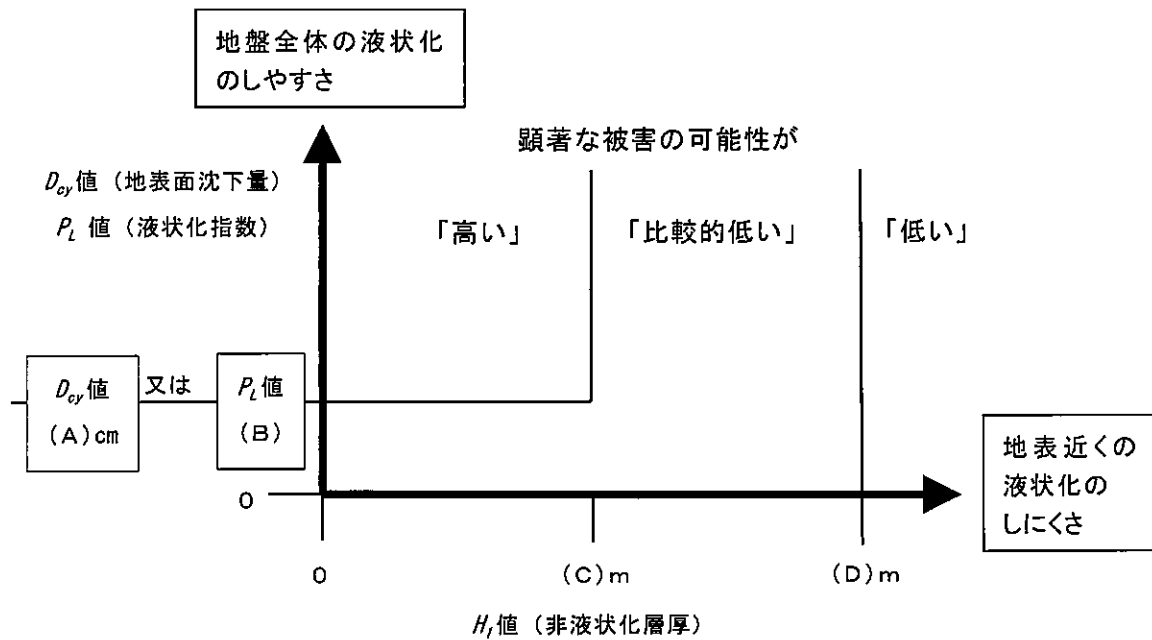 地盤全体の液状化
のしやすさ
顕著な被害の可能性が
Dcy値（地表面沈下量）
PL 値（液状化指数）
「高い」
「比較的低い」
「低い」
Dcy値
(A)cm
又は
PL値
(B)
地表近くの
液状化の
しにくさ
0
0
(C)m
(D)m
H1値（非液状化層厚）